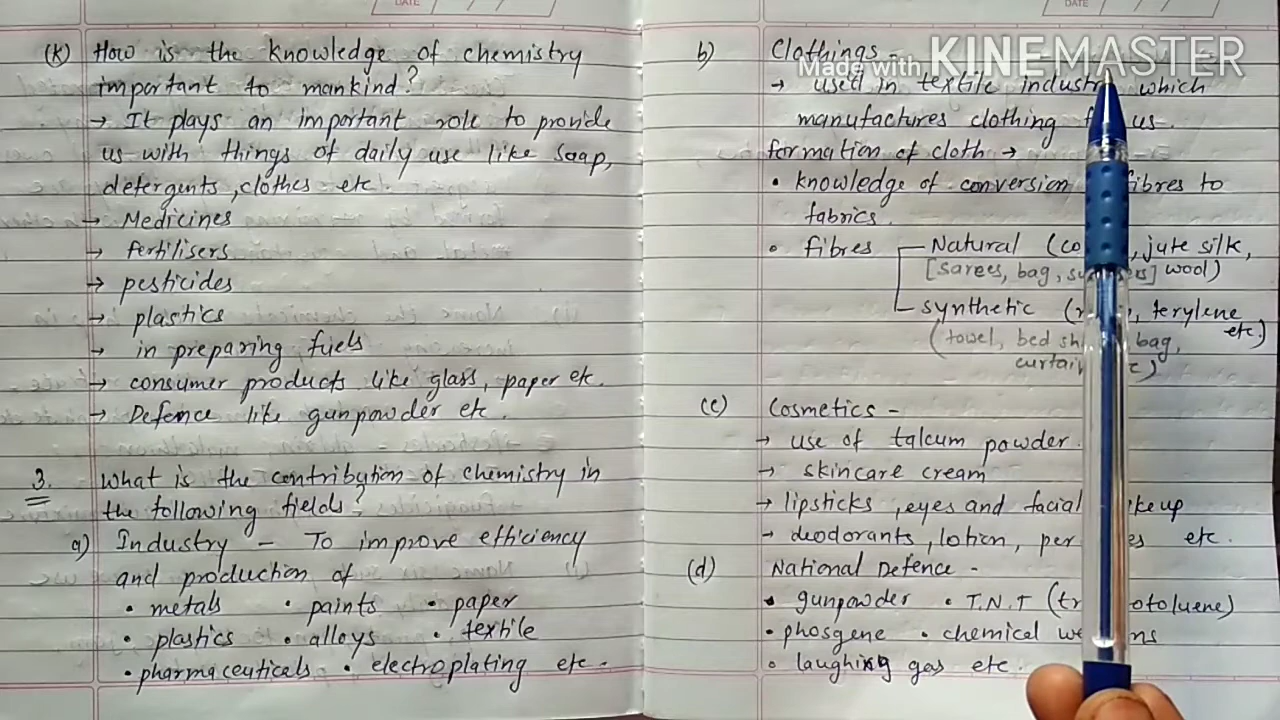 DATE
(K) How is the knowledge of chemistry
important to mankind?
→ It plays an important role to provide
us with things of daily use like soap,
detergents, clothes etc.
→ Medicines
→ fertilisers
→ pesticides
→ plastics
→ in preparing fuels
→ consumer products like glass, paper etc.
→ Defence like gunpowder etc.
3. What is the contribution of chemistry in
the following fields?
a) Industry - To improve efficiency
and production of
• metals • paints • paper
• plastics • alloys • textile
• pharmaceuticals • electroplating etc.
DATE
b) Clothings -
Made with KINEMASTER
→ used in textile industry which
manufactures clothing us.
formation of cloth →
• knowledge of conversion fibres to
fabrics.
• fibres Natural ( , jute silk,
[sarees, bag, ] wool)
synthetic ( , terylene
etc.)
(towel, bed bag,
)
(c) Cosmetics -
→ use of talcum powder
→ skincare cream
→ lipsticks, eyes and facial
→ deodorants, lotion, etc.
(d) National Defence -
• gunpowder • T.N.T (
• phosgene • chemical
• laughing gas etc.